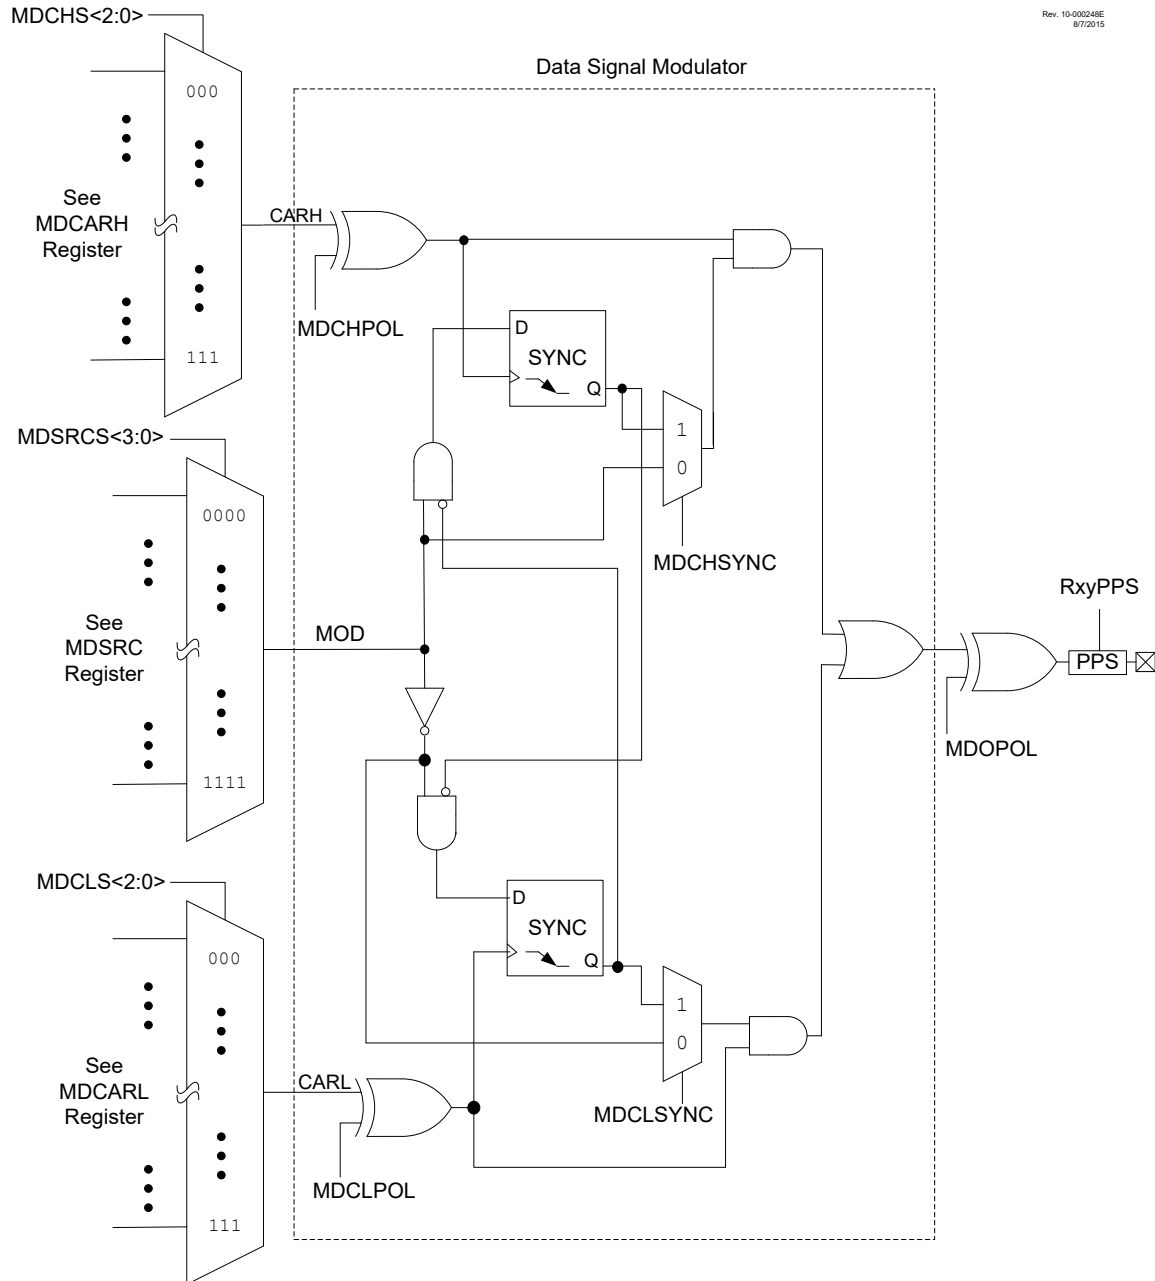 MDCHS<2:0>
Rev. 10-000248E
8/7/2015
Data Signal Modulator
000
See
MDCARH
Register
CARH
111
MDCHPOL
D
SYNC
Q
1
0
MDCHSYNC
MDSRCS<3:0>
0000
See
MDSRC
Register
MOD
1111
RxyPPS
PPS
MDOPOL
MDCLS<2:0>
000
See
MDCARL
Register
CARL
111
D
SYNC
Q
1
0
MDCLSYNC
MDCLPOL